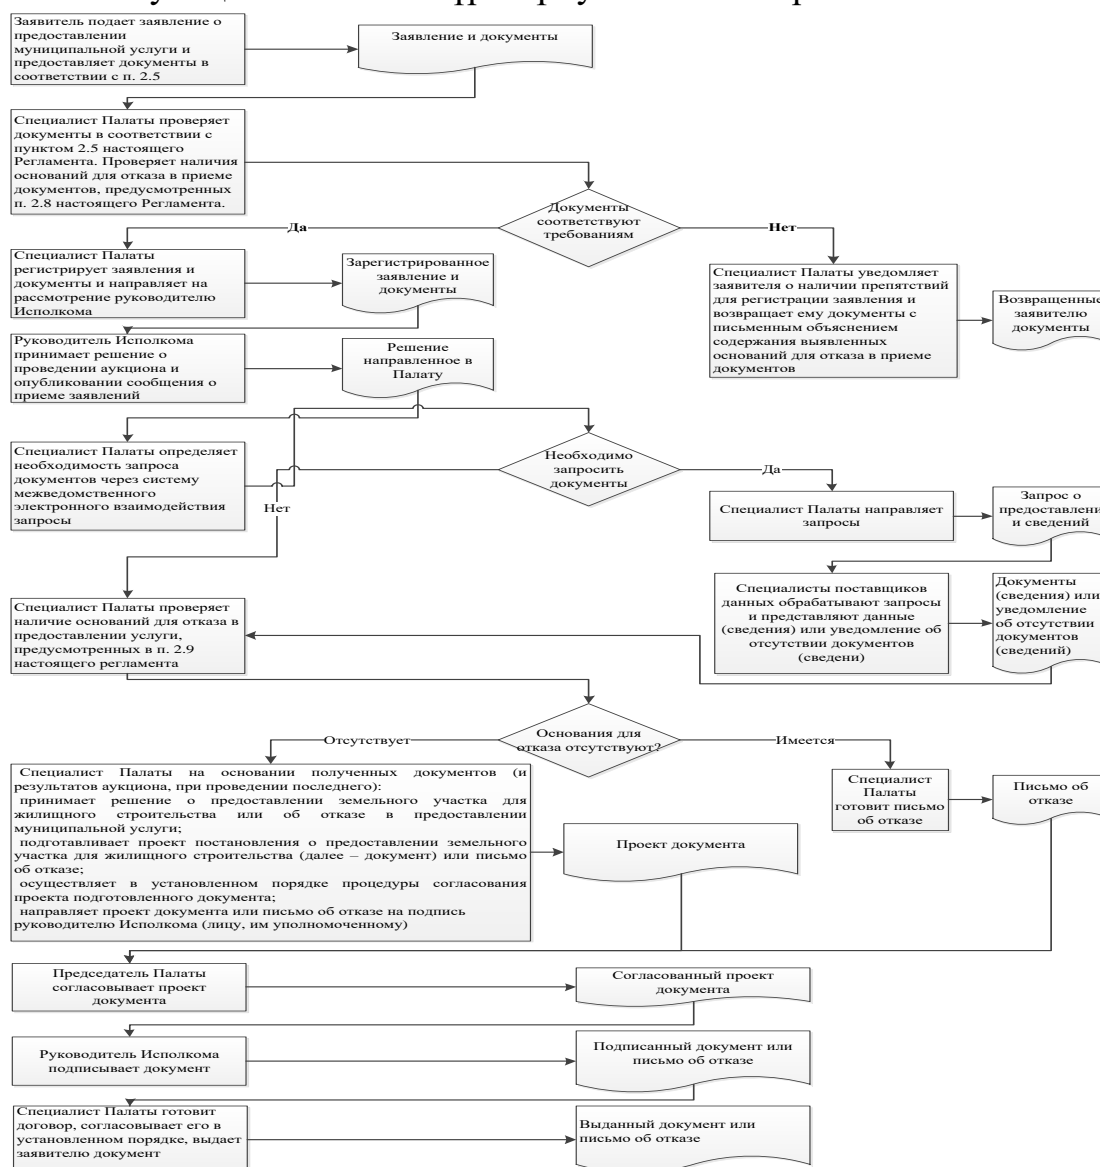 Заявитель подает заявление о
предоставлении
муниципальной услуги и
предоставляет документы в
соответствии с п. 2.5
Заявление и документы
Специалист Палаты проверяет
документы в соответствии с
пунктом 2.5 настоящего
Регламента. Проверяет наличия
оснований для отказа в приеме
документов, предусмотренных
п. 2.8 настоящего Регламента.
Документы
соответствуют
требованиям
Да
Нет
Специалист Палаты
регистрирует заявления и
документы и направляет на
рассмотрение руководителю
Исполкома
Зарегистрированное
заявление и
документы
Специалист Палаты уведомляет
заявителя о наличии препятствий
для регистрации заявления и
возвращает ему документы с
письменным объяснением
содержания выявленных
оснований для отказа в приеме
документов
Возвращенные
заявителю
документы
Руководитель Исполкома
принимает решение о
проведении аукциона и
опубликовании сообщения о
приеме заявлений
Решение
направленное в
Палату
Специалист Палаты определяет
необходимость запроса
документов через систему
межведомственного
электронного взаимодействия
запросы
Необходимо
запросить
документы
Да
Нет
Специалист Палаты направляет
запросы
Запрос о
предоставлени
и сведений
Специалисты поставщиков
данных обрабатывают запросы
и представляют данные
(сведения) или уведомление об
отсутствии документов
(сведени)
Документы
(сведения) или
уведомление
об отсутствии
документов
(сведений)
Специалист Палаты проверяет
наличие оснований для отказа в
предоставлении услуги,
предусмотренных в п. 2.9
настоящего регламента
Основания для
отказа отсутствуют?
Отсутствует
Имеется
Специалист Палаты на основании полученных документов (и
результатов аукциона, при проведении последнего):
принимает решение о предоставлении земельного участка для
жилищного строительства или об отказе в предоставлении
муниципальной услуги;
подготавливает проект постановления о предоставлении земельного
участка для жилищного строительства (далее – документ) или письмо
об отказе;
осуществляет в установленном порядке процедуры согласования
проекта подготовленного документа;
направляет проект документа или письмо об отказе на подпись
руководителю Исполкома (лицу, им уполномоченному)
Проект документа
Специалист
Палаты
готовит письмо
об отказе
Письмо об
отказе
Председатель Палаты
согласовывает проект
документа
Согласованный проект
документа
Руководитель Исполкома
подписывает документ
Подписанный документ или
письмо об отказе
Специалист Палаты готовит
договор, согласовывает его в
установленном порядке, выдает
заявителю документ
Выданный документ или
письмо об отказе